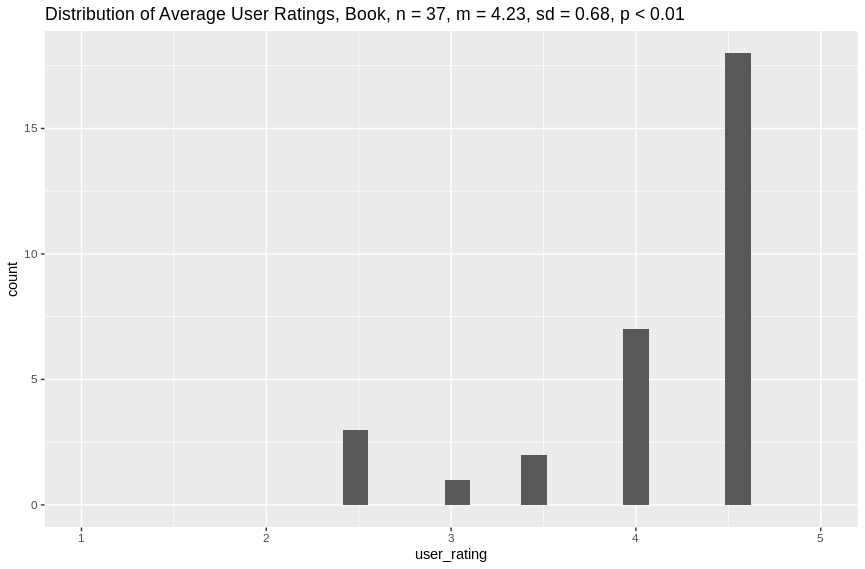 Distribution of Average User Ratings, Book, n = 37, m = 4.23, sd = 0.68, p < 0.01
15
10
5
0
count
1 2 3 4 5
user_rating